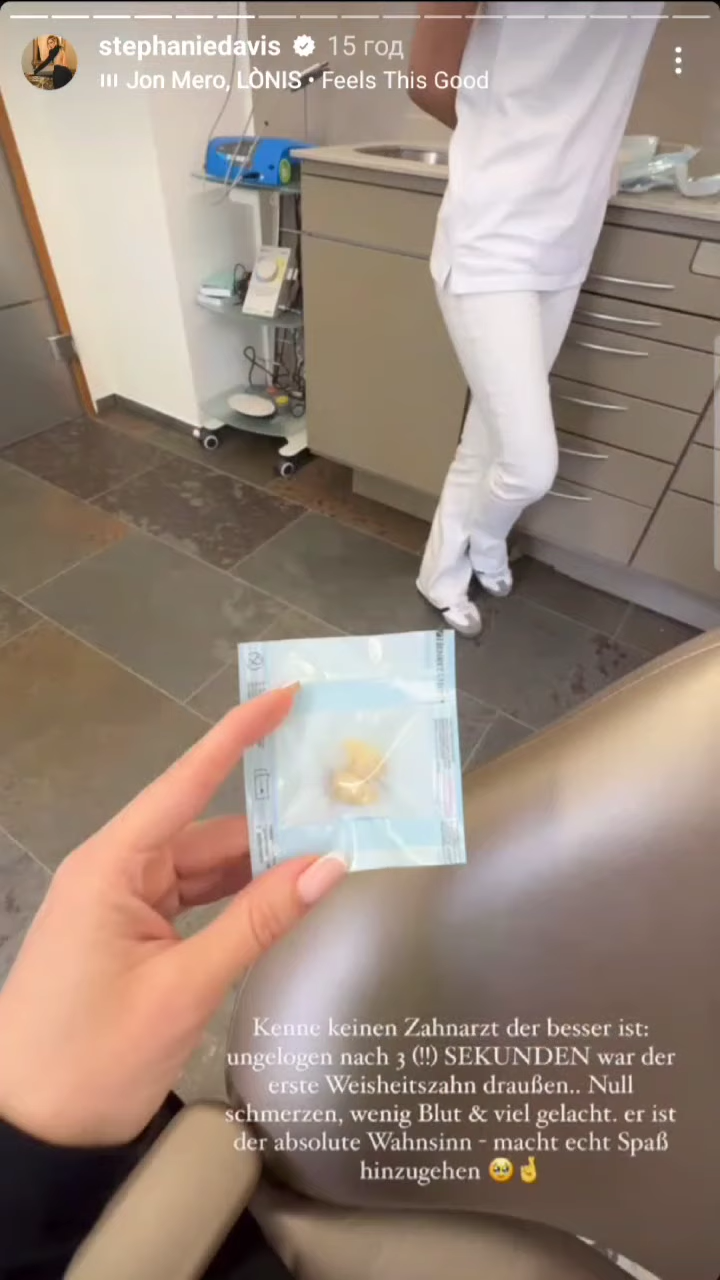 stephaniedavis 15 год
Jon Mero, LÒNIS • Feels This Good
Kenne keinen Zahnarzt der besser ist:
ungelogen nach 3 (!!) SEKUNDEN war der
erste Weisheitszahn draußen.. Null
schmerzen, wenig Blut & viel gelacht. er ist
der absolute Wahnsinn - macht echt Spaß
hinzugehen 🥹🤞